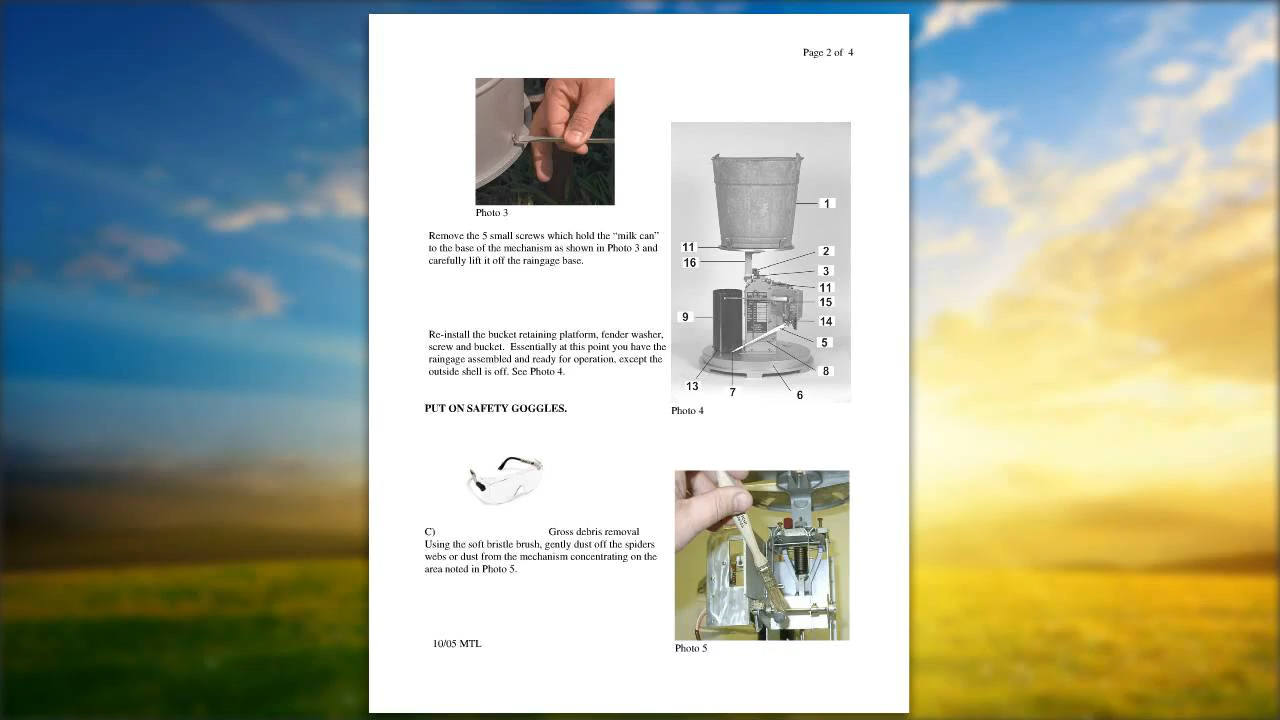 Page 2 of 4
Photo 3
Remove the 5 small screws which hold the “milk can”
to the base of the mechanism as shown in Photo 3 and
carefully lift it off the raingage base.
Re-install the bucket retaining platform, fender washer,
screw and bucket. Essentially at this point you have the
raingage assembled and ready for operation, except the
outside shell is off. See Photo 4.
PUT ON SAFETY GOGGLES.
C) Gross debris removal
Using the soft bristle brush, gently dust off the spiders
webs or dust from the mechanism concentrating on the
area noted in Photo 5.
10/05 MTL
1
11
2
16
3
11
15
9
14
5
8
13
7
6
Photo 4
Photo 5